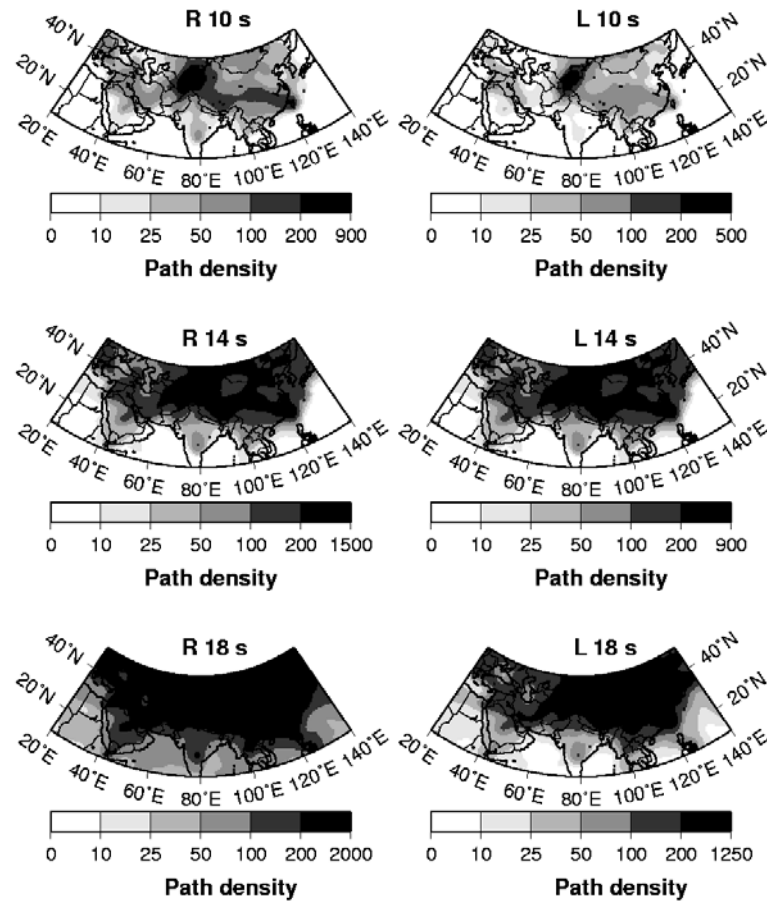 R 10 s
40°N
20°N
20°E
40°E
60°E
80°E
100°E
120°E
140°E
0 10 25 50 100 200 900
Path density
L 10 s
40°N
20°N
20°E
40°E
60°E
80°E
100°E
120°E
140°E
0 10 25 50 100 200 500
Path density
R 14 s
40°N
20°N
20°E
40°E
60°E
80°E
100°E
120°E
140°E
0 10 25 50 100 200 1500
Path density
L 14 s
40°N
20°N
20°E
40°E
60°E
80°E
100°E
120°E
140°E
0 10 25 50 100 200 900
Path density
R 18 s
40°N
20°N
20°E
40°E
60°E
80°E
100°E
120°E
140°E
0 10 25 50 100 200 2000
Path density
L 18 s
40°N
20°N
20°E
40°E
60°E
80°E
100°E
120°E
140°E
0 10 25 50 100 200 1250
Path density